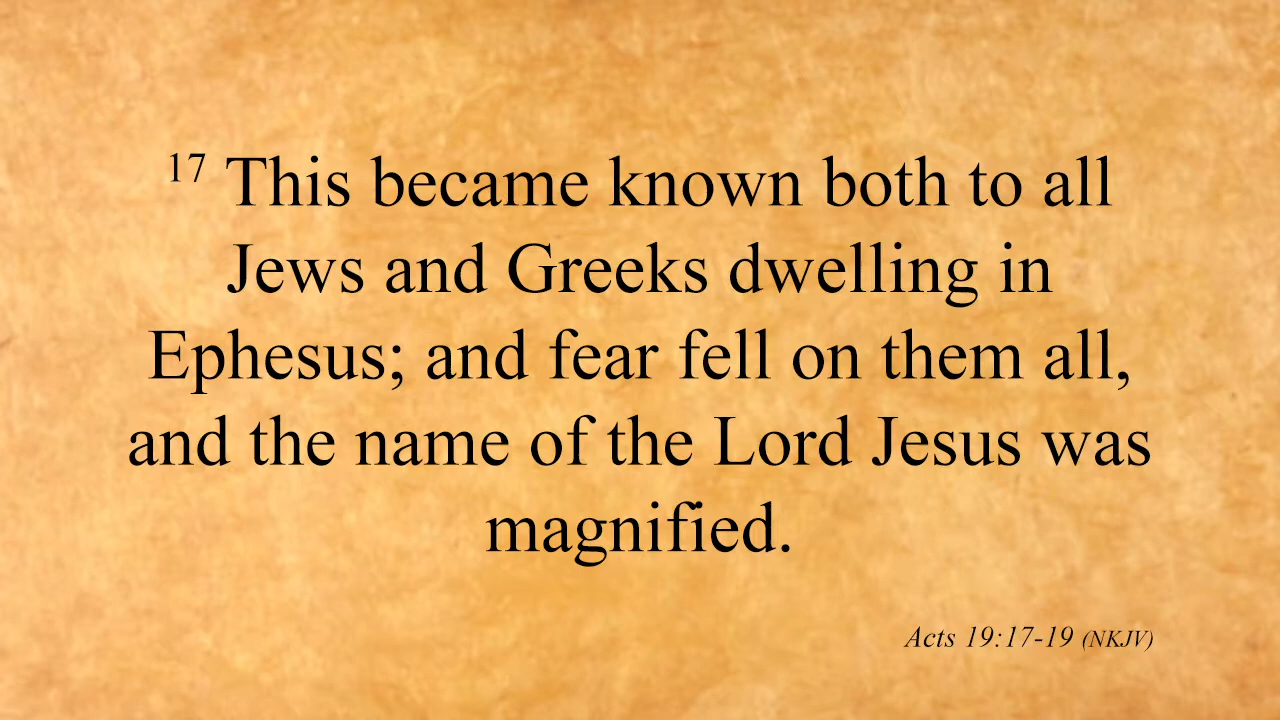 17 This became known both to all
Jews and Greeks dwelling in
Ephesus; and fear fell on them all,
and the name of the Lord Jesus was
magnified.
Acts 19:17-19 (NKJV)